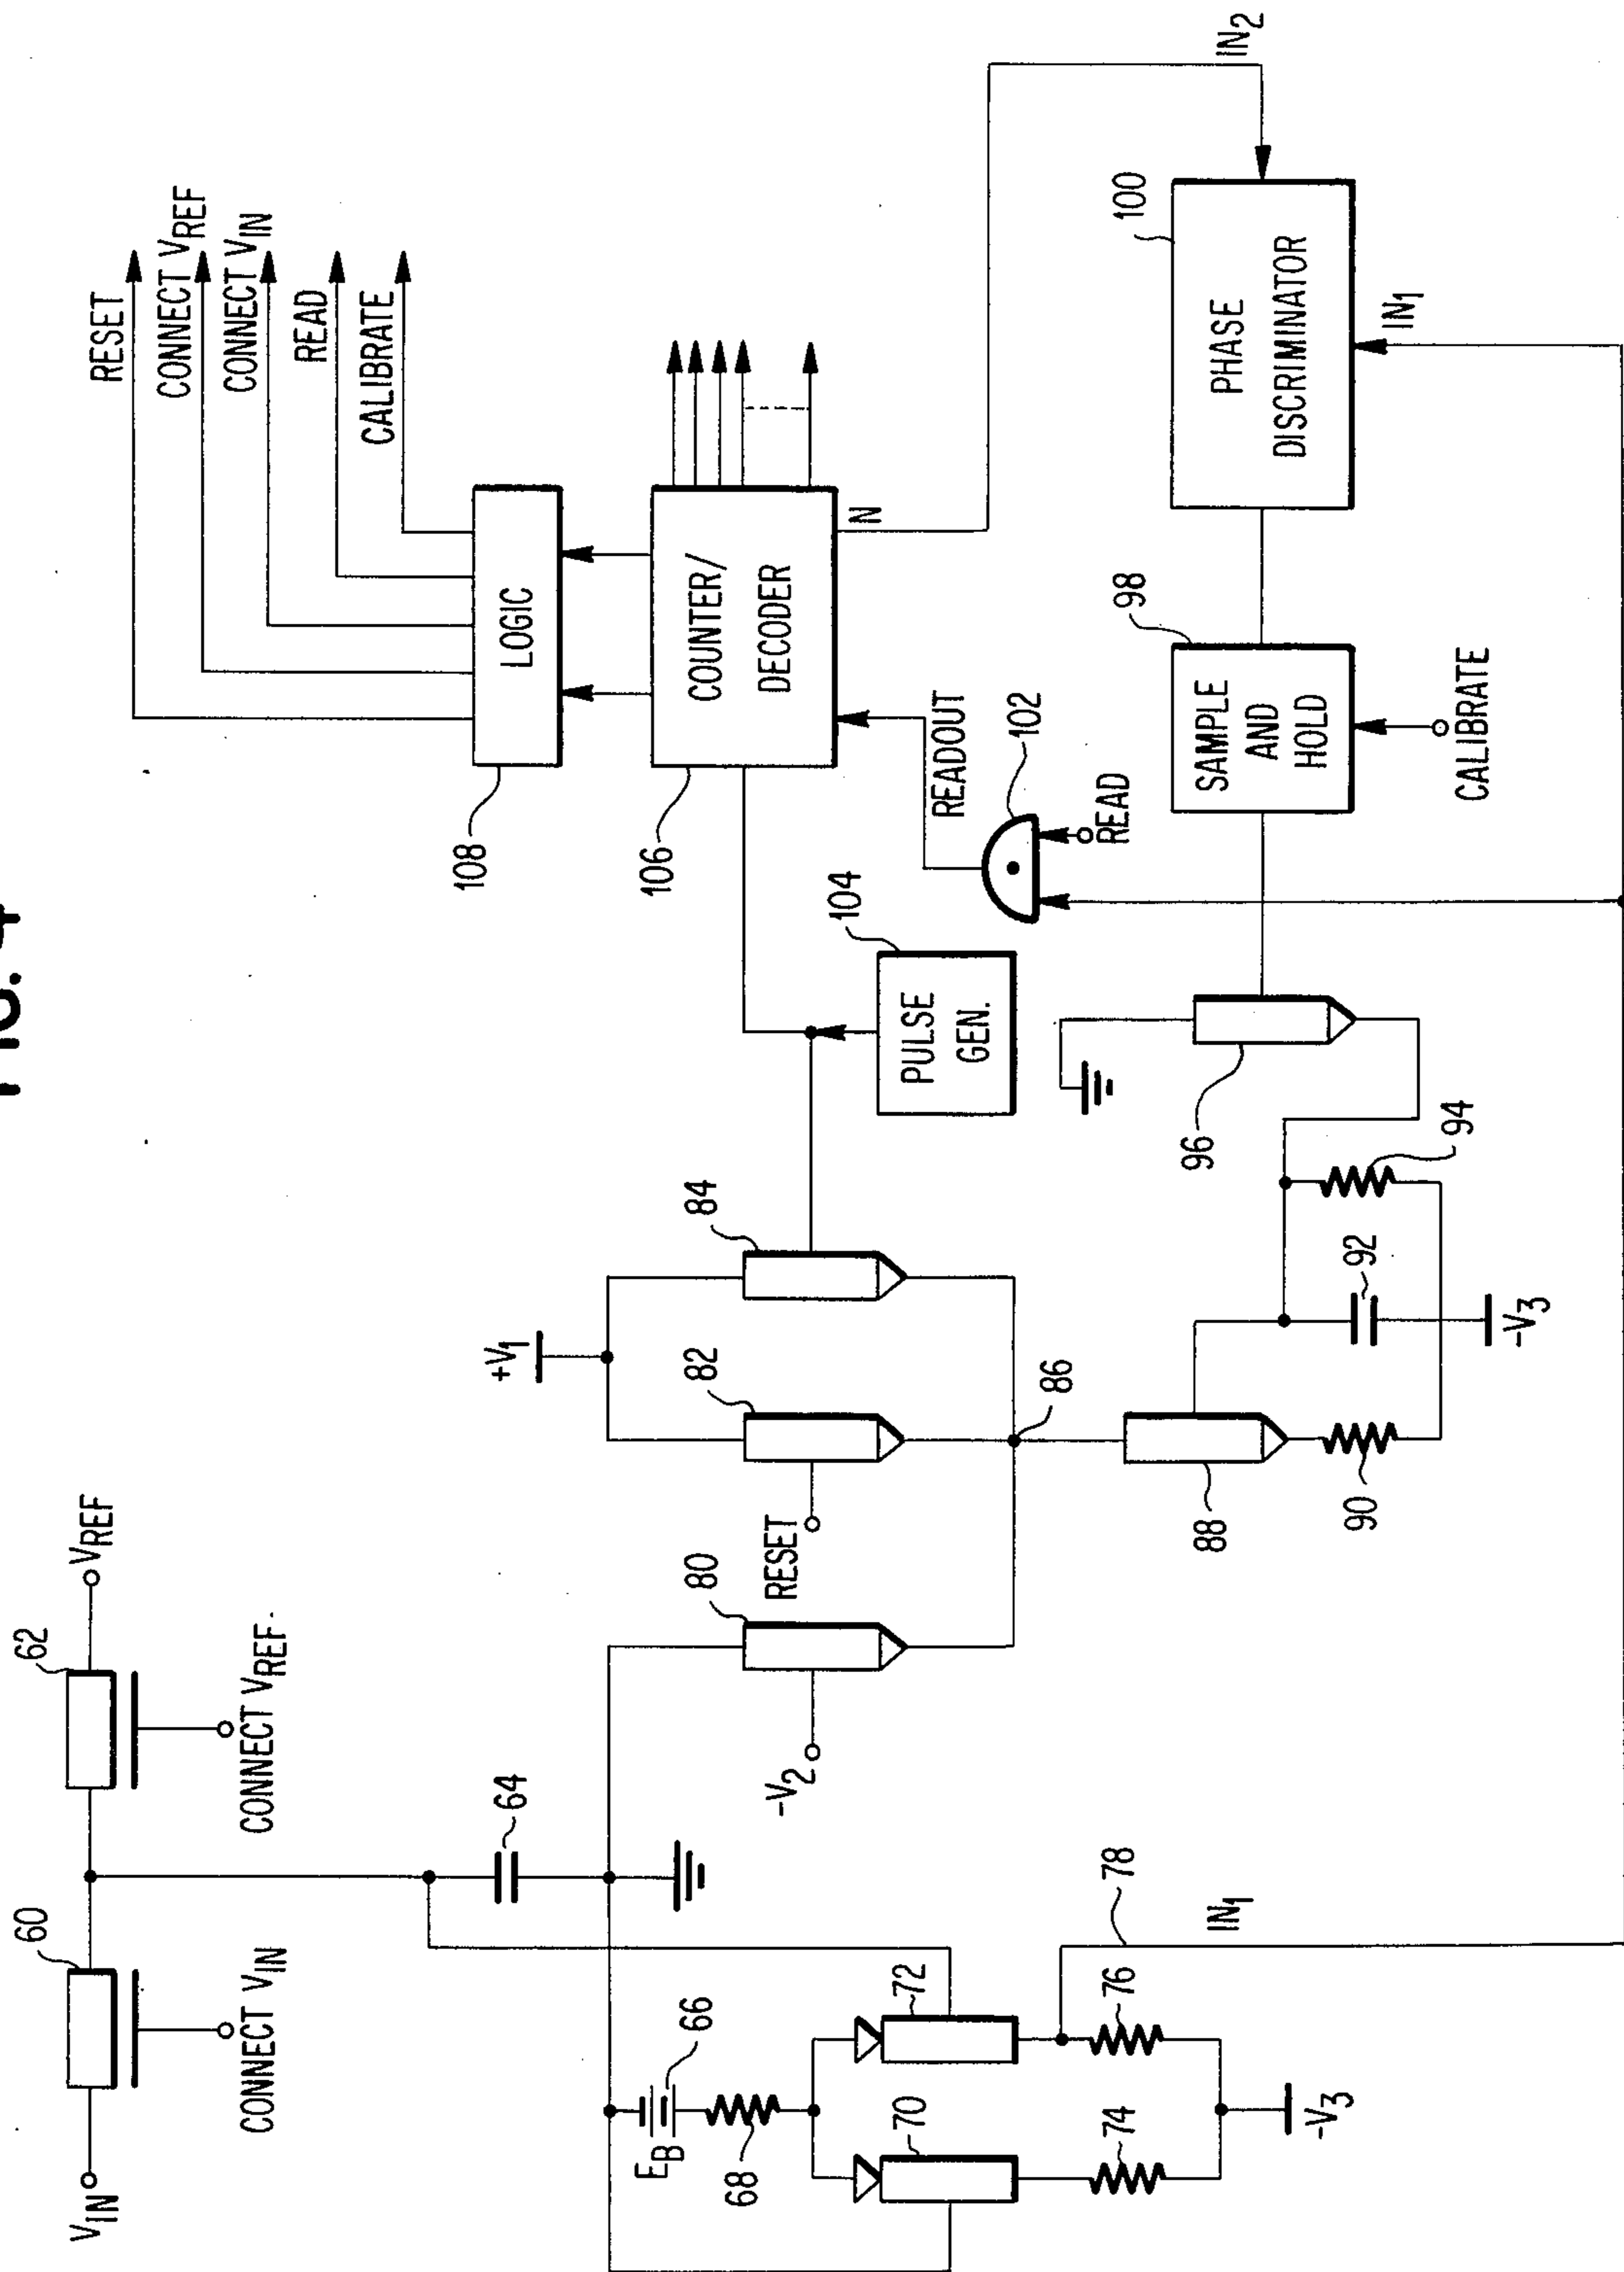 FIG. 4
RESET
CONNECT VREF
CONNECT VIN
READ
CALIBRATE
108
LOGIC
106
COUNTER/
DECODER
N
IN2
READOUT
102
READ
104
PULSE
GEN.
98
SAMPLE
AND
HOLD
CALIBRATE
100
PHASE
DISCRIMINATOR
IN1
96
94
92
-V3
90
88
86
84
82
+V1
RESET
80
-V2
62
VREF
CONNECT VREF
60
VIN
CONNECT VIN
64
66
EB
68
70
72
74
76
-V3
78
IN1